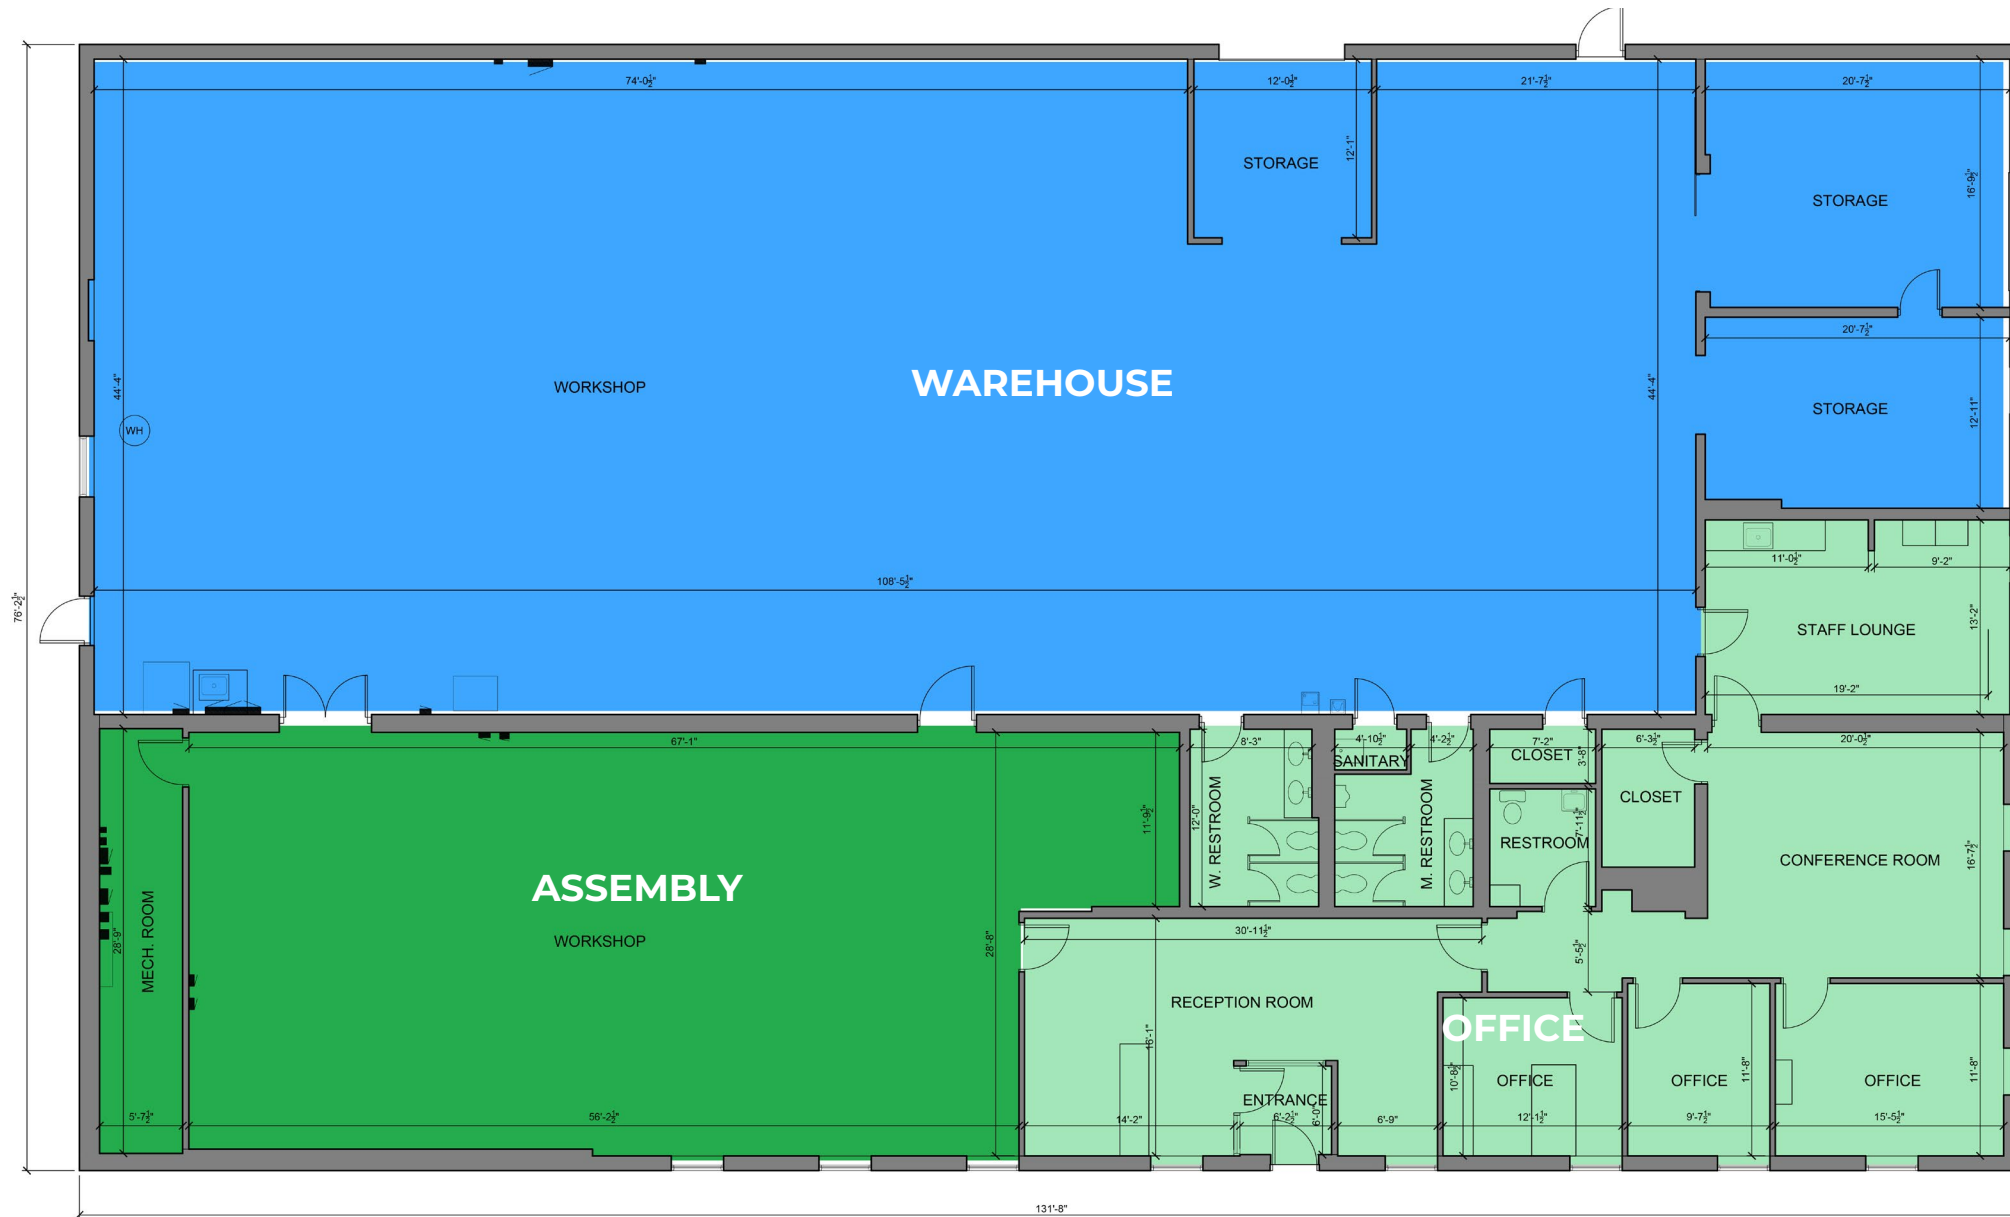 74'-0½"
12'-0½"
21'-7½"
20'-7½"
STORAGE
12'-1"
STORAGE
16'-9½"
20'-7½"
WAREHOUSE
WORKSHOP
44'-4"
44'-4"
STORAGE
12'-11"
WH
11'-0½"
9'-2"
108'-5½"
76'-2½"
STAFF LOUNGE
13'-2"
19'-2"
67'-1"
8'-3"
4'-10½"
4'-2½"
7'-2"
6'-3½"
20'-0½"
SANITARY
CLOSET
3'-8"
CLOSET
11'-9½"
12'-0"
W. RESTROOM
M. RESTROOM
RESTROOM
7'-11½"
CONFERENCE ROOM
16'-7½"
ASSEMBLY
WORKSHOP
MECH. ROOM
28'-9"
28'-8"
30'-11½"
5'-5½"
RECEPTION ROOM
16'-1"
OFFICE
10'-8½"
OFFICE
OFFICE
11'-8"
OFFICE
11'-8"
ENTRANCE
5'-7½"
56'-2½"
14'-2"
6'-2½"
6'-0"
6'-9"
12'-1½"
9'-7½"
15'-5½"
131'-8"